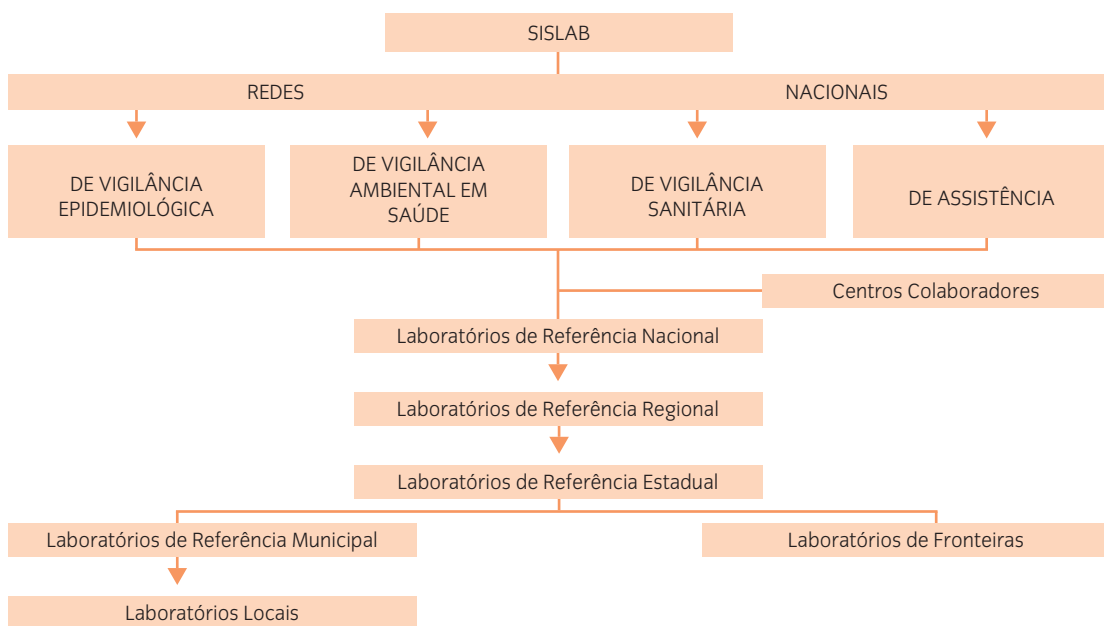 SISLAB
REDES NACIONAIS
DE VIGILÂNCIA
EPIDEMIOLÓGICA
DE VIGILÂNCIA
AMBIENTAL EM
SAÚDE
DE VIGILÂNCIA
SANITÁRIA
DE ASSISTÊNCIA
Centros Colaboradores
Laboratórios de Referência Nacional
Laboratórios de Referência Regional
Laboratórios de Referência Estadual
Laboratórios de Referência Municipal
Laboratórios de Fronteiras
Laboratórios Locais